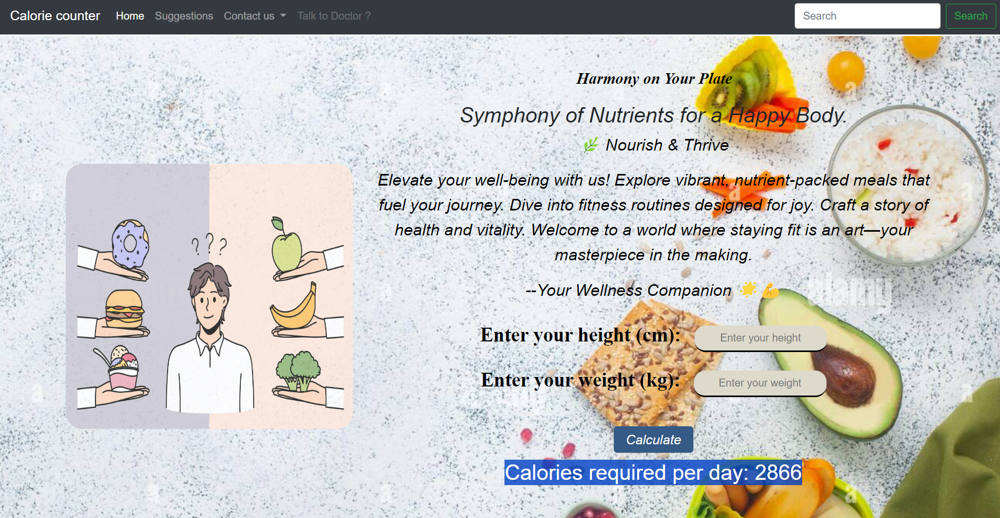 Calorie counter Home Suggestions Contact us Talk to Doctor ? Search Search
Harmony on Your Plate
Symphony of Nutrients for a Happy Body.
🌿 Nourish & Thrive
Elevate your well-being with us! Explore vibrant, nutrient-packed meals that
fuel your journey. Dive into fitness routines designed for joy. Craft a story of
health and vitality. Welcome to a world where staying fit is an art—your
masterpiece in the making.
--Your Wellness Companion 🌟 💪
alamy
Enter your height (cm): Enter your height
Enter your weight (kg): Enter your weight
Calculate
Calories required per day: 2866